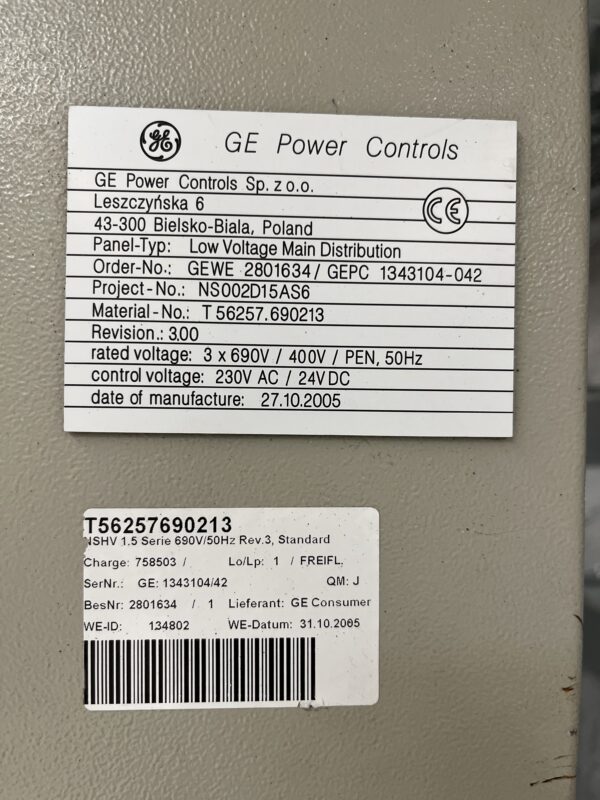 GE Power Controls
GE Power Controls Sp. z o.o.
Leszczyńska 6
CE
43-300 Bielsko-Biala, Poland
Panel-Typ: Low Voltage Main Distribution
Order-No.: GEWE 2801634 / GEPC 1343104-042
Project-No.: NS002D15AS6
Material-No.: T 56257.690213
Revision.: 3.00
rated voltage: 3 x 690V / 400V / PEN, 50Hz
control voltage: 230V AC / 24VDC
date of manufacture: 27.10.2005
T56257690213
NSHV 1.5 Serie 690V/50Hz Rev.3, Standard
Charge: 758503 / Lo/Lp: 1 / FREIFL.
SerNr.: GE: 1343104/42 QM: J
BesNr: 2801634 / 1 Lieferant: GE Consumer
WE-ID: 134802 WE-Datum: 31.10.2005